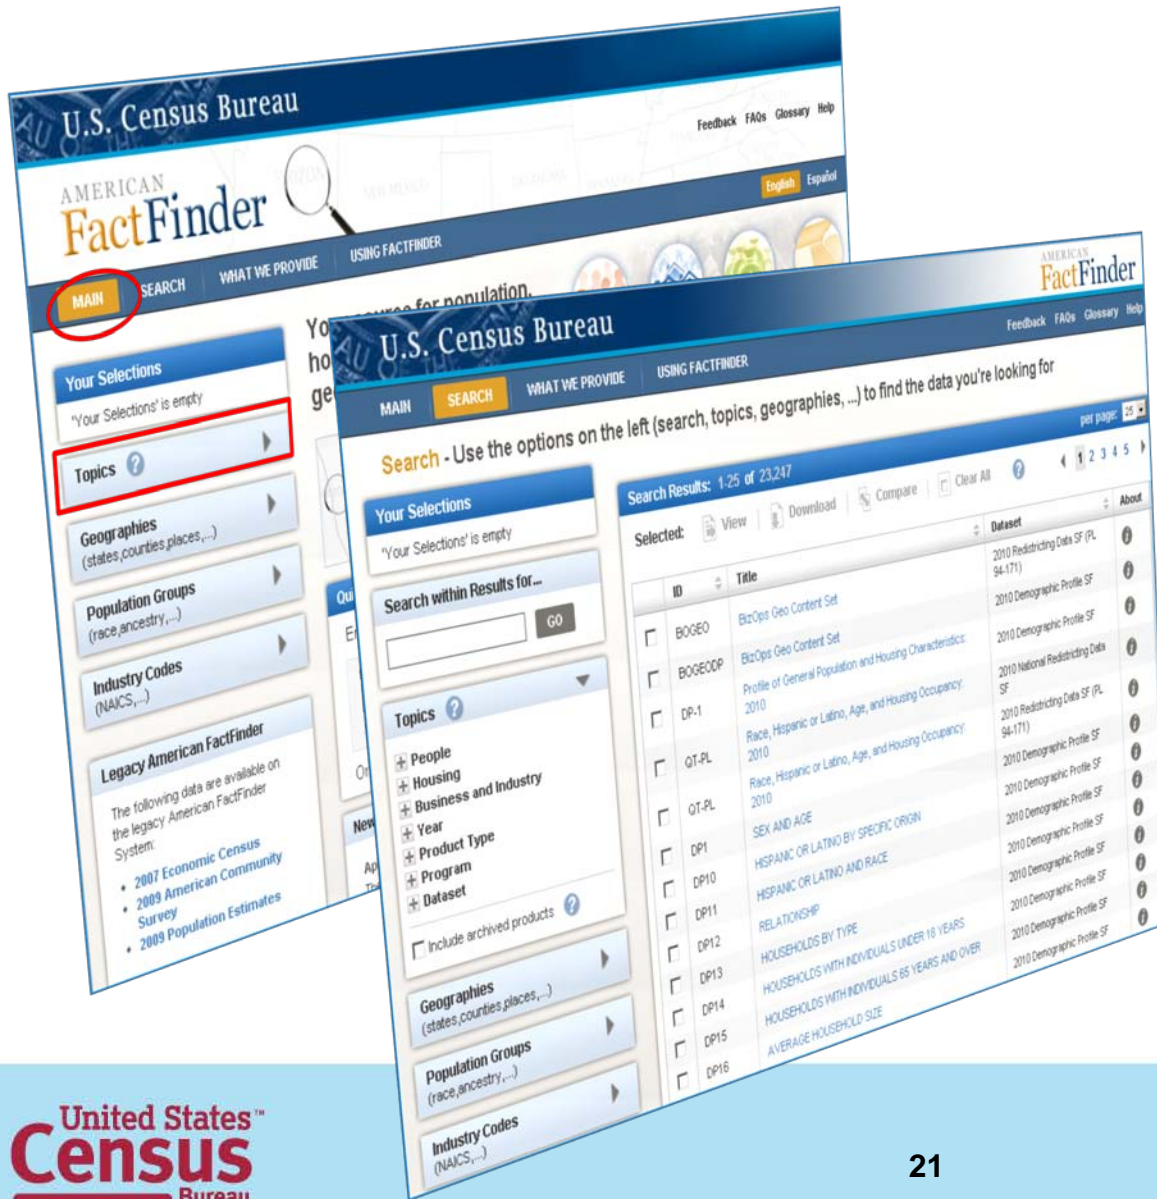 U.S. Census Bureau
Feedback FAQs Glossary Help
AMERICAN
FactFinder
English Español
MAIN SEARCH WHAT WE PROVIDE USING FACTFINDER
Your Selections
'Your Selections' is empty
Topics ?
Geographies
(states,counties,places,...)
Population Groups
(race,ancestry,...)
Industry Codes
(NAICS,...)
Legacy American FactFinder
The following data are available on
the legacy American FactFinder
System:
• 2007 Economic Census
• 2009 American Community
Survey
• 2009 Population Estimates
source for population,
ho
ge
AMERICAN
FactFinder
U.S. Census Bureau
Feedback FAQs Glossary Help
MAIN SEARCH WHAT WE PROVIDE USING FACTFINDER
Search - Use the options on the left (search, topics, geographies, ...) to find the data you're looking for
Your Selections
'Your Selections' is empty
Search within Results for...
GO
Topics ?
People
Housing
Business and Industry
Year
Product Type
Program
Dataset
Include archived products ?
Geographies
(states,counties,places,...)
Population Groups
(race,ancestry,...)
Industry Codes
(NAICS,...)
Search Results: 1-25 of 23,247 per page: 25
Selected: View Download Compare Clear All ? 1 2 3 4 5
ID Title Dataset About
BOGEO BizOps Geo Content Set 2010 Redistricting Data SF (PL
94-171)
BOGEODP BizOps Geo Content Set 2010 Demographic Profile SF
DP-1 Profile of General Population and Housing Characteristics: 2010 Demographic Profile SF
2010
QT-PL Race, Hispanic or Latino, Age, and Housing Occupancy: 2010 National Redistricting Data
2010 SF
QT-PL Race, Hispanic or Latino, Age, and Housing Occupancy: 2010 Redistricting Data SF (PL
2010 94-171)
DP1 SEX AND AGE 2010 Demographic Profile SF
DP10 HISPANIC OR LATINO BY SPECIFIC ORIGIN 2010 Demographic Profile SF
DP11 HISPANIC OR LATINO AND RACE 2010 Demographic Profile SF
DP12 RELATIONSHIP 2010 Demographic Profile SF
DP13 HOUSEHOLDS BY TYPE 2010 Demographic Profile SF
DP14 HOUSEHOLDS WITH INDIVIDUALS UNDER 18 YEARS 2010 Demographic Profile SF
DP15 HOUSEHOLDS WITH INDIVIDUALS 65 YEARS AND OVER 2010 Demographic Profile SF
DP16 AVERAGE HOUSEHOLD SIZE 2010 Demographic Profile SF
United States™
Census
Bureau
21